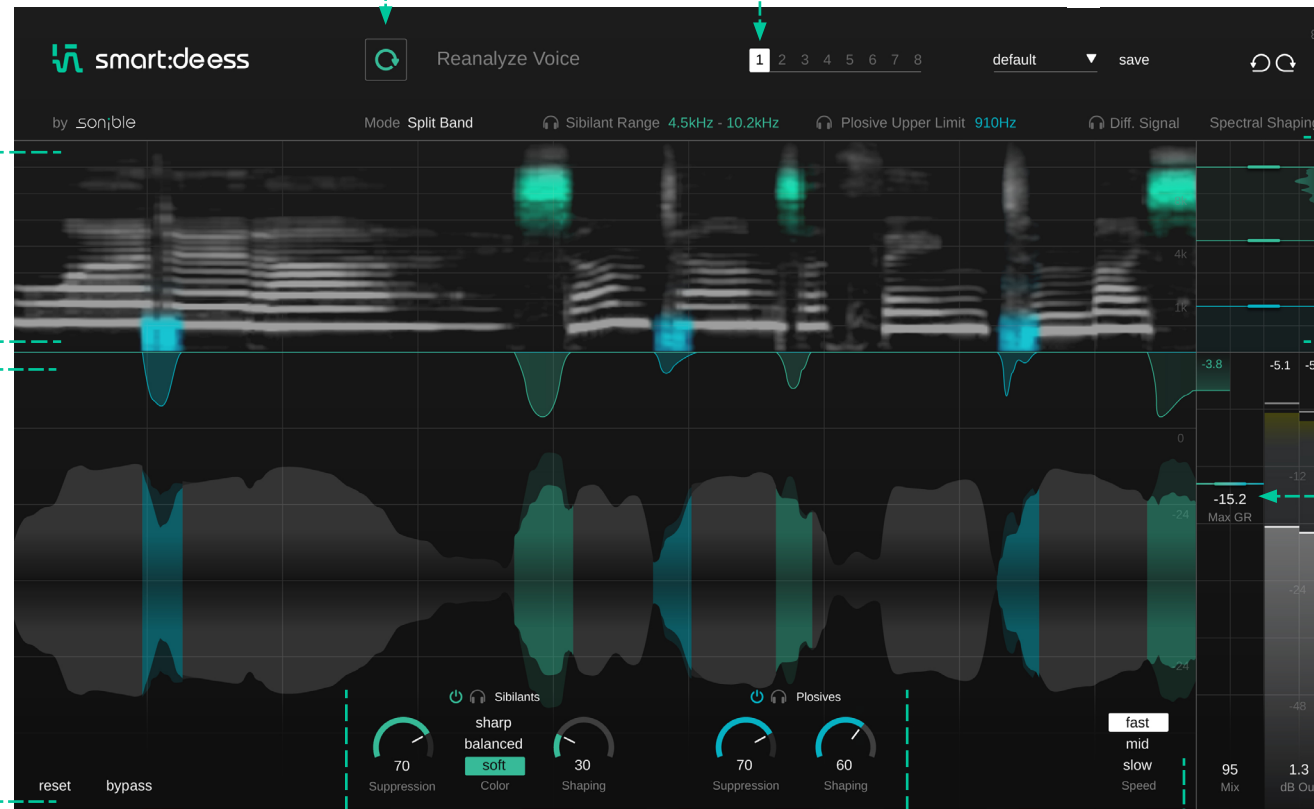 smart:deess
Reanalyze Voice
1 2 3 4 5 6 7 8
default
save
by sonible
Mode Split Band
Sibilant Range 4.5kHz - 10.2kHz
Plosive Upper Limit 910Hz
Diff. Signal
Spectral Shaping
4k
1k
-3.8
-5.1
0
-12
-15.2
Max GR
-24
-24
-24
-48
Sibilants
Plosives
sharp
balanced
soft
Color
70
Suppression
30
Shaping
70
Suppression
60
Shaping
fast
mid
slow
Speed
reset
bypass
95
Mix
1.3
dB Ou